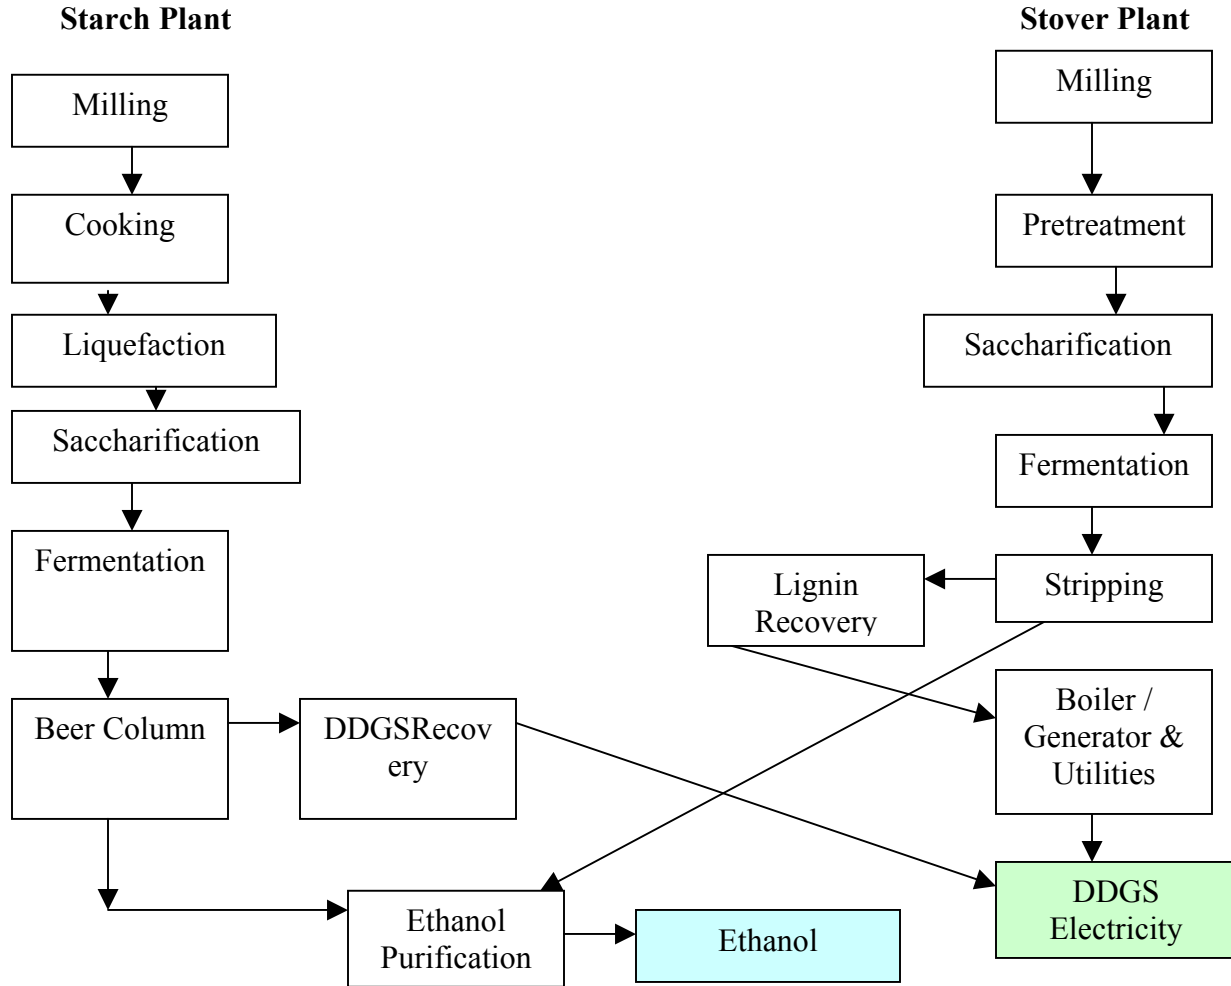 Starch Plant
Milling
Cooking
Liquefaction
Saccharification
Fermentation
Beer Column
DDGSRecov
ery
Stover Plant
Milling
Pretreatment
Saccharification
Fermentation
Stripping
Lignin
Recovery
Boiler /
Generator &
Utilities
DDGS
Electricity
Ethanol
Purification
Ethanol